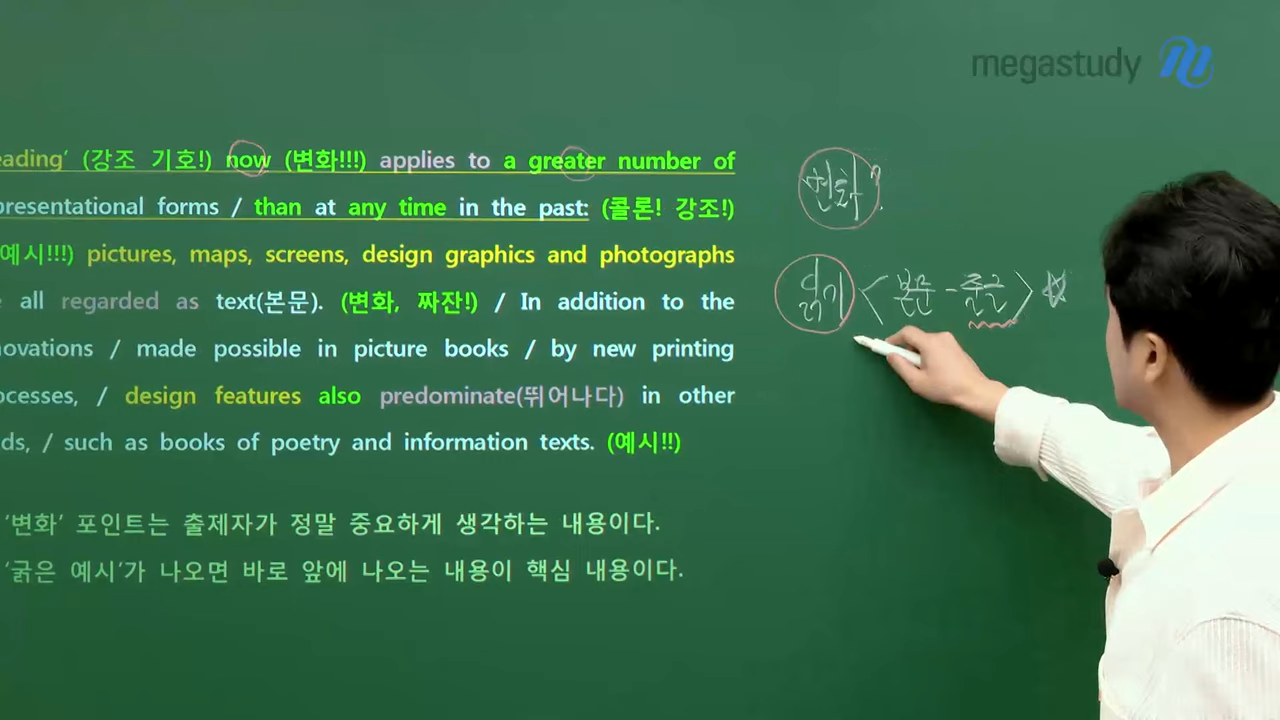 megastudy
eading' (강조 기호!) now (변화!!!) applies to a greater number of
presentational forms / than at any time in the past: (콜론! 강조!)
예시!!!) pictures, maps, screens, design graphics and photographs
e all regarded as text(본문). (변화, 짜잔!) / In addition to the
novations / made possible in picture books / by new printing
ocesses, / design features also predominate(뛰어나다) in other
ds, / such as books of poetry and information texts. (예시!!)
'변화' 포인트는 출제자가 정말 중요하게 생각하는 내용이다.
'굵은 예시'가 나오면 바로 앞에 나오는 내용이 핵심 내용이다.
변화?
읽기